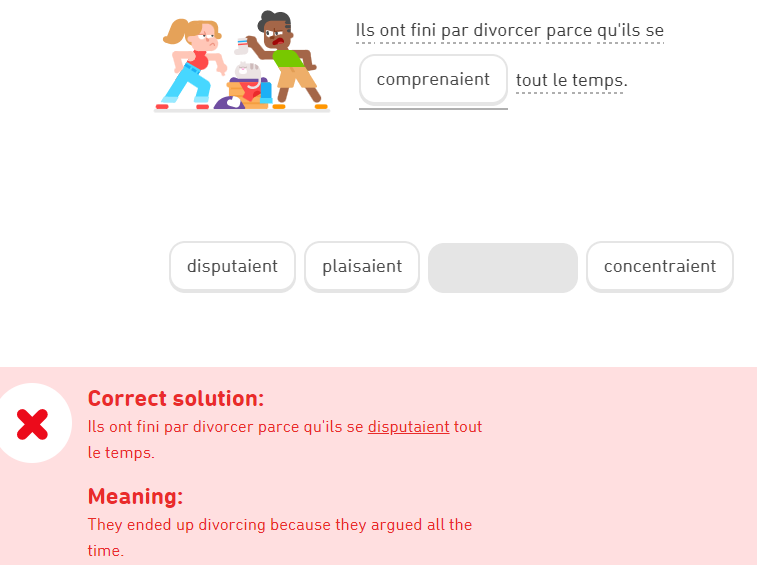 Ils ont fini par divorcer parce qu'ils se
comprenaient tout le temps.
disputaient plaisaient concentraient
Correct solution:
Ils ont fini par divorcer parce qu'ils se disputaient tout
le temps.
Meaning:
They ended up divorcing because they argued all the
time.